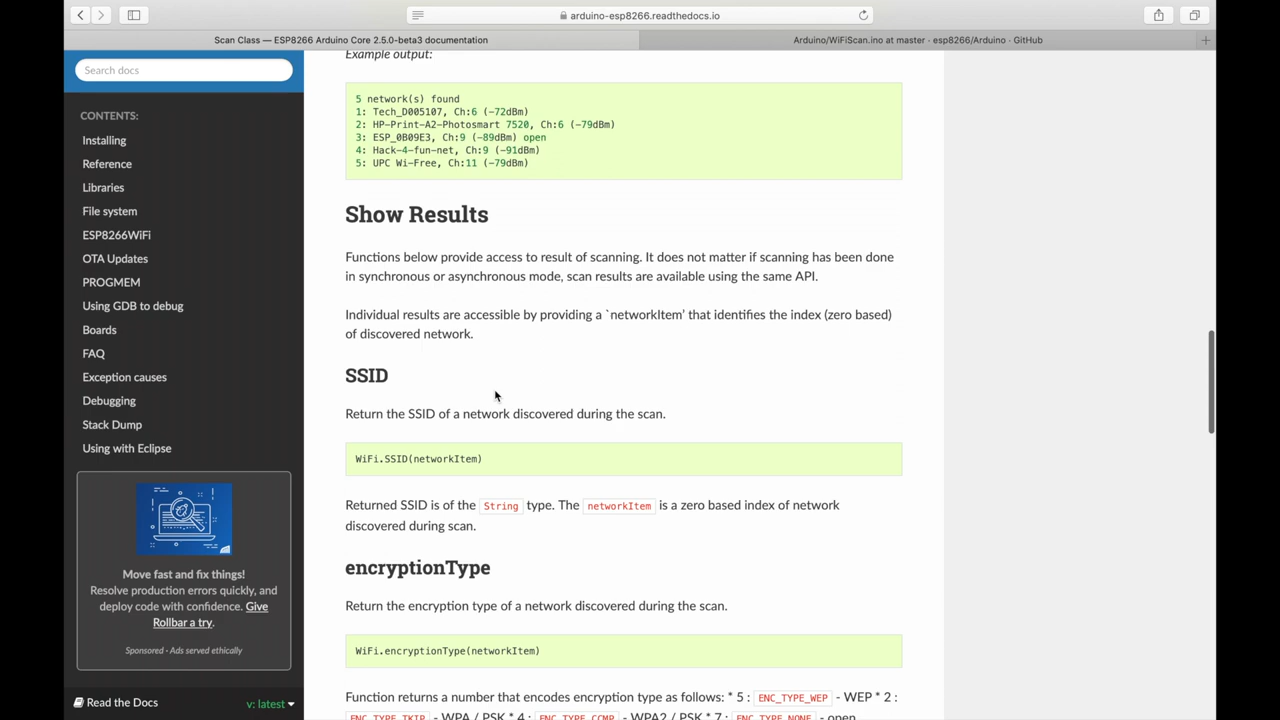 arduino-esp8266.readthedocs.io
Scan Class — ESP8266 Arduino Core 2.5.0-beta3 documentation
Arduino/WiFiScan.ino at master · esp8266/Arduino · GitHub
Search docs
CONTENTS:
Installing
Reference
Libraries
File system
ESP8266WiFi
OTA Updates
PROGMEM
Using GDB to debug
Boards
FAQ
Exception causes
Debugging
Stack Dump
Using with Eclipse
Move fast and fix things!
Resolve production errors quickly, and
deploy code with confidence. Give
Rollbar a try.
Sponsored · Ads served ethically
Read the Docs
v: latest
Example output:
5 network(s) found
1: Tech_D005107, Ch:6 (-72dBm)
2: HP-Print-A2-Photosmart 7520, Ch:6 (-79dBm)
3: ESP_0B09E3, Ch:9 (-89dBm) open
4: Hack-4-fun-net, Ch:9 (-91dBm)
5: UPC Wi-Free, Ch:11 (-79dBm)
Show Results
Functions below provide access to result of scanning. It does not matter if scanning has been done
in synchronous or asynchronous mode, scan results are available using the same API.
Individual results are accessible by providing a `networkItem' that identifies the index (zero based)
of discovered network.
SSID
Return the SSID of a network discovered during the scan.
WiFi.SSID(networkItem)
Returned SSID is of the String type. The networkItem is a zero based index of network
discovered during scan.
encryptionType
Return the encryption type of a network discovered during the scan.
WiFi.encryptionType(networkItem)
Function returns a number that encodes encryption type as follows: * 5 : ENC_TYPE_WEP - WEP * 2 :
ENC_TYPE_TKIP - WPA / PSK * 4 : ENC_TYPE_CCMP - WPA2 / PSK * 7 : ENC_TYPE_NONE - open